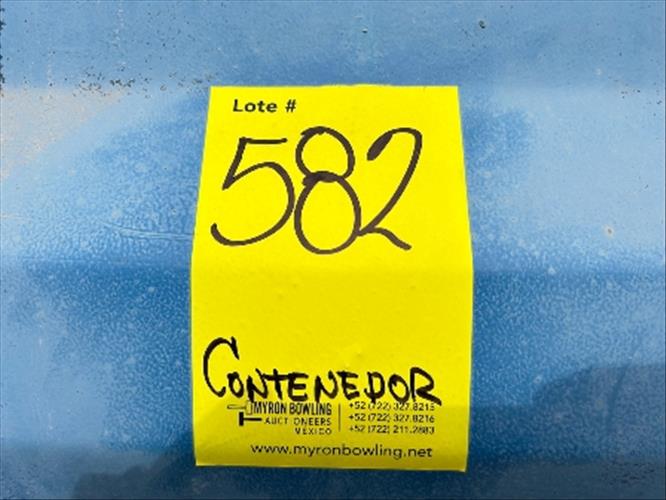 Lote #
582
CONTENEDOR
MYRON BOWLING
AUCTIONEERS
MEXICO
+52 (722) 327.8215
+52 (722) 327.8216
+52 (722) 211.2883
www.myronbowling.net